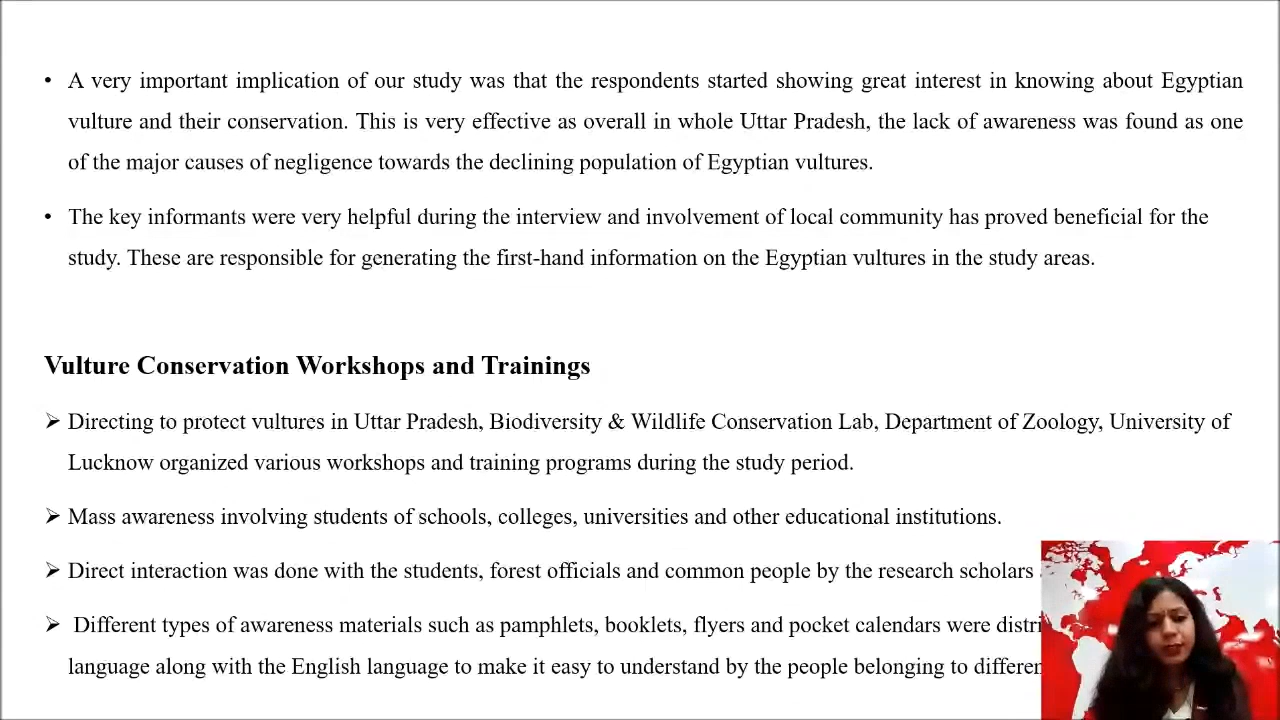 • A very important implication of our study was that the respondents started showing great interest in knowing about Egyptian
vulture and their conservation. This is very effective as overall in whole Uttar Pradesh, the lack of awareness was found as one
of the major causes of negligence towards the declining population of Egyptian vultures.
• The key informants were very helpful during the interview and involvement of local community has proved beneficial for the
study. These are responsible for generating the first-hand information on the Egyptian vultures in the study areas.
Vulture Conservation Workshops and Trainings
➢ Directing to protect vultures in Uttar Pradesh, Biodiversity & Wildlife Conservation Lab, Department of Zoology, University of
Lucknow organized various workshops and training programs during the study period.
➢ Mass awareness involving students of schools, colleges, universities and other educational institutions.
➢ Direct interaction was done with the students, forest officials and common people by the research scholars
➢ Different types of awareness materials such as pamphlets, booklets, flyers and pocket calendars were
language along with the English language to make it easy to understand by the people belonging to